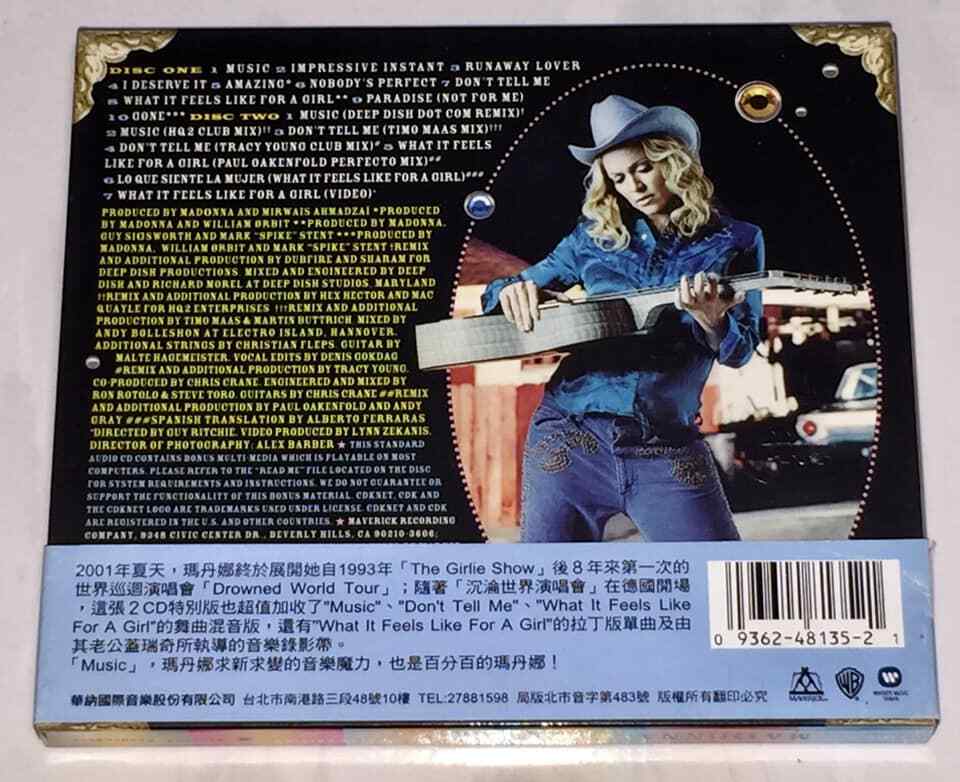 DISC ONE 1 MUSIC 2 IMPRESSIVE INSTANT 3 RUNAWAY LOVER
4 I DESERVE IT 5 AMAZING* 6 NOBODY'S PERFECT 7 DON'T TELL ME
8 WHAT IT FEELS LIKE FOR A GIRL** 9 PARADISE (NOT FOR ME)
10 GONE*** DISC TWO 1 MUSIC (DEEP DISH DOT COM REMIX)†
2 MUSIC (HQ2 CLUB MIX)†† 3 DON'T TELL ME (TIMO MAAS MIX)†††
4 DON'T TELL ME (TRACY YOUNG CLUB MIX)# 5 WHAT IT FEELS
LIKE FOR A GIRL (PAUL OAKENFOLD PERFECTO MIX)##
6 LO QUE SIENTE LA MUJER (WHAT IT FEELS LIKE FOR A GIRL)###
7 WHAT IT FEELS LIKE FOR A GIRL (VIDEO)
PRODUCED BY MADONNA AND MIRWAIS AHMADZAÏ *PRODUCED
BY MADONNA AND WILLIAM ØRBIT **PRODUCED BY MADONNA,
GUY SIGSWORTH AND MARK "SPIKE" STENT ***PRODUCED BY
MADONNA, WILLIAM ØRBIT AND MARK "SPIKE" STENT †REMIX
AND ADDITIONAL PRODUCTION BY DUBFIRE AND SHARAM FOR
DEEP DISH PRODUCTIONS. MIXED AND ENGINEERED BY DEEP
DISH AND RICHARD MOREL AT DEEP DISH STUDIOS, MARYLAND
††REMIX AND ADDITIONAL PRODUCTION BY HEX HECTOR AND MAC
QUAYLE FOR HQ2 ENTERPRISES †††REMIX AND ADDITIONAL
PRODUCTION BY TIMO MAAS & MARTIN BUTTRICH. MIXED BY
ANDY BOLLESHON AT ELECTRO ISLAND, HANNOVER.
ADDITIONAL STRINGS BY CHRISTIAN FLEPS. GUITAR BY
MALTE HAGEMEISTER. VOCAL EDITS BY DENIS GOKDAG
#REMIX AND ADDITIONAL PRODUCTION BY TRACY YOUNG.
CO-PRODUCED BY CHRIS CRANE. ENGINEERED AND MIXED BY
RON ROTOLO & STEVE TORO. GUITARS BY CHRIS CRANE ##REMIX
AND ADDITIONAL PRODUCTION BY PAUL OAKENFOLD AND ANDY
GRAY ###SPANISH TRANSLATION BY ALBERTO FERRARAS
DIRECTED BY GUY RITCHIE. VIDEO PRODUCED BY LYNN ZEKANIS.
DIRECTOR OF PHOTOGRAPHY: ALEX BARBER ★ THIS STANDARD
AUDIO CD CONTAINS BONUS MULTI-MEDIA WHICH IS PLAYABLE ON MOST
COMPUTERS. PLEASE REFER TO THE "READ ME" FILE LOCATED ON THE DISC
FOR SYSTEM REQUIREMENTS AND INSTRUCTIONS. WE DO NOT GUARANTEE OR
SUPPORT THE FUNCTIONALITY OF THIS BONUS MATERIAL. CDKNET, CDK AND
THE CDKNET LOGO ARE TRADEMARKS USED UNDER LICENSE. CDKNET AND CDK
ARE REGISTERED IN THE U.S. AND OTHER COUNTRIES. ★ MAVERICK RECORDING
COMPANY, 9348 CIVIC CENTER DR., BEVERLY HILLS, CA 90210-3606;
2001年夏天，瑪丹娜終於展開她自1993年「The Girlie Show」後8年來第一次的
世界巡迴演唱會「Drowned World Tour」；隨著「沉淪世界演唱會」在德國開場
，這張2CD特別版也超值加收了"Music"、"Don't Tell Me"、"What It Feels Like
For A Girl"的舞曲混音版，還有"What It Feels Like For A Girl"的拉丁版單曲及由
其老公蓋瑞奇所執導的音樂錄影帶。
「Music」，瑪丹娜求新求變的音樂魔力，也是百分百的瑪丹娜！
華納國際音樂股份有限公司 台北市南港路三段48號10樓 TEL:27881598 局版北市音字第483號 版權所有翻印必究
0 93624-8135-2 1
MAVERICK
WB
WARNER MUSIC